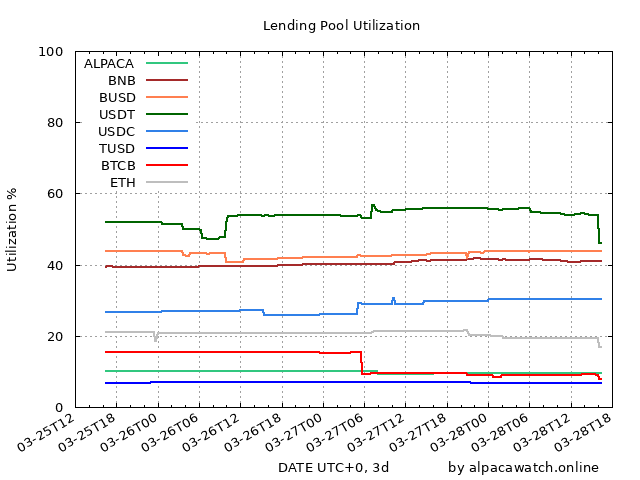 Lending Pool Utilization
100
80
60
40
20
0
Utilization %
ALPACA
BNB
BUSD
USDT
USDC
TUSD
BTCB
ETH
03-25T12
03-25T18
03-26T00
03-26T06
03-26T12
03-26T18
03-27T00
03-27T06
03-27T12
03-27T18
03-28T00
03-28T06
03-28T12
03-28T18
DATE UTC+0, 3d
by alpacawatch.online